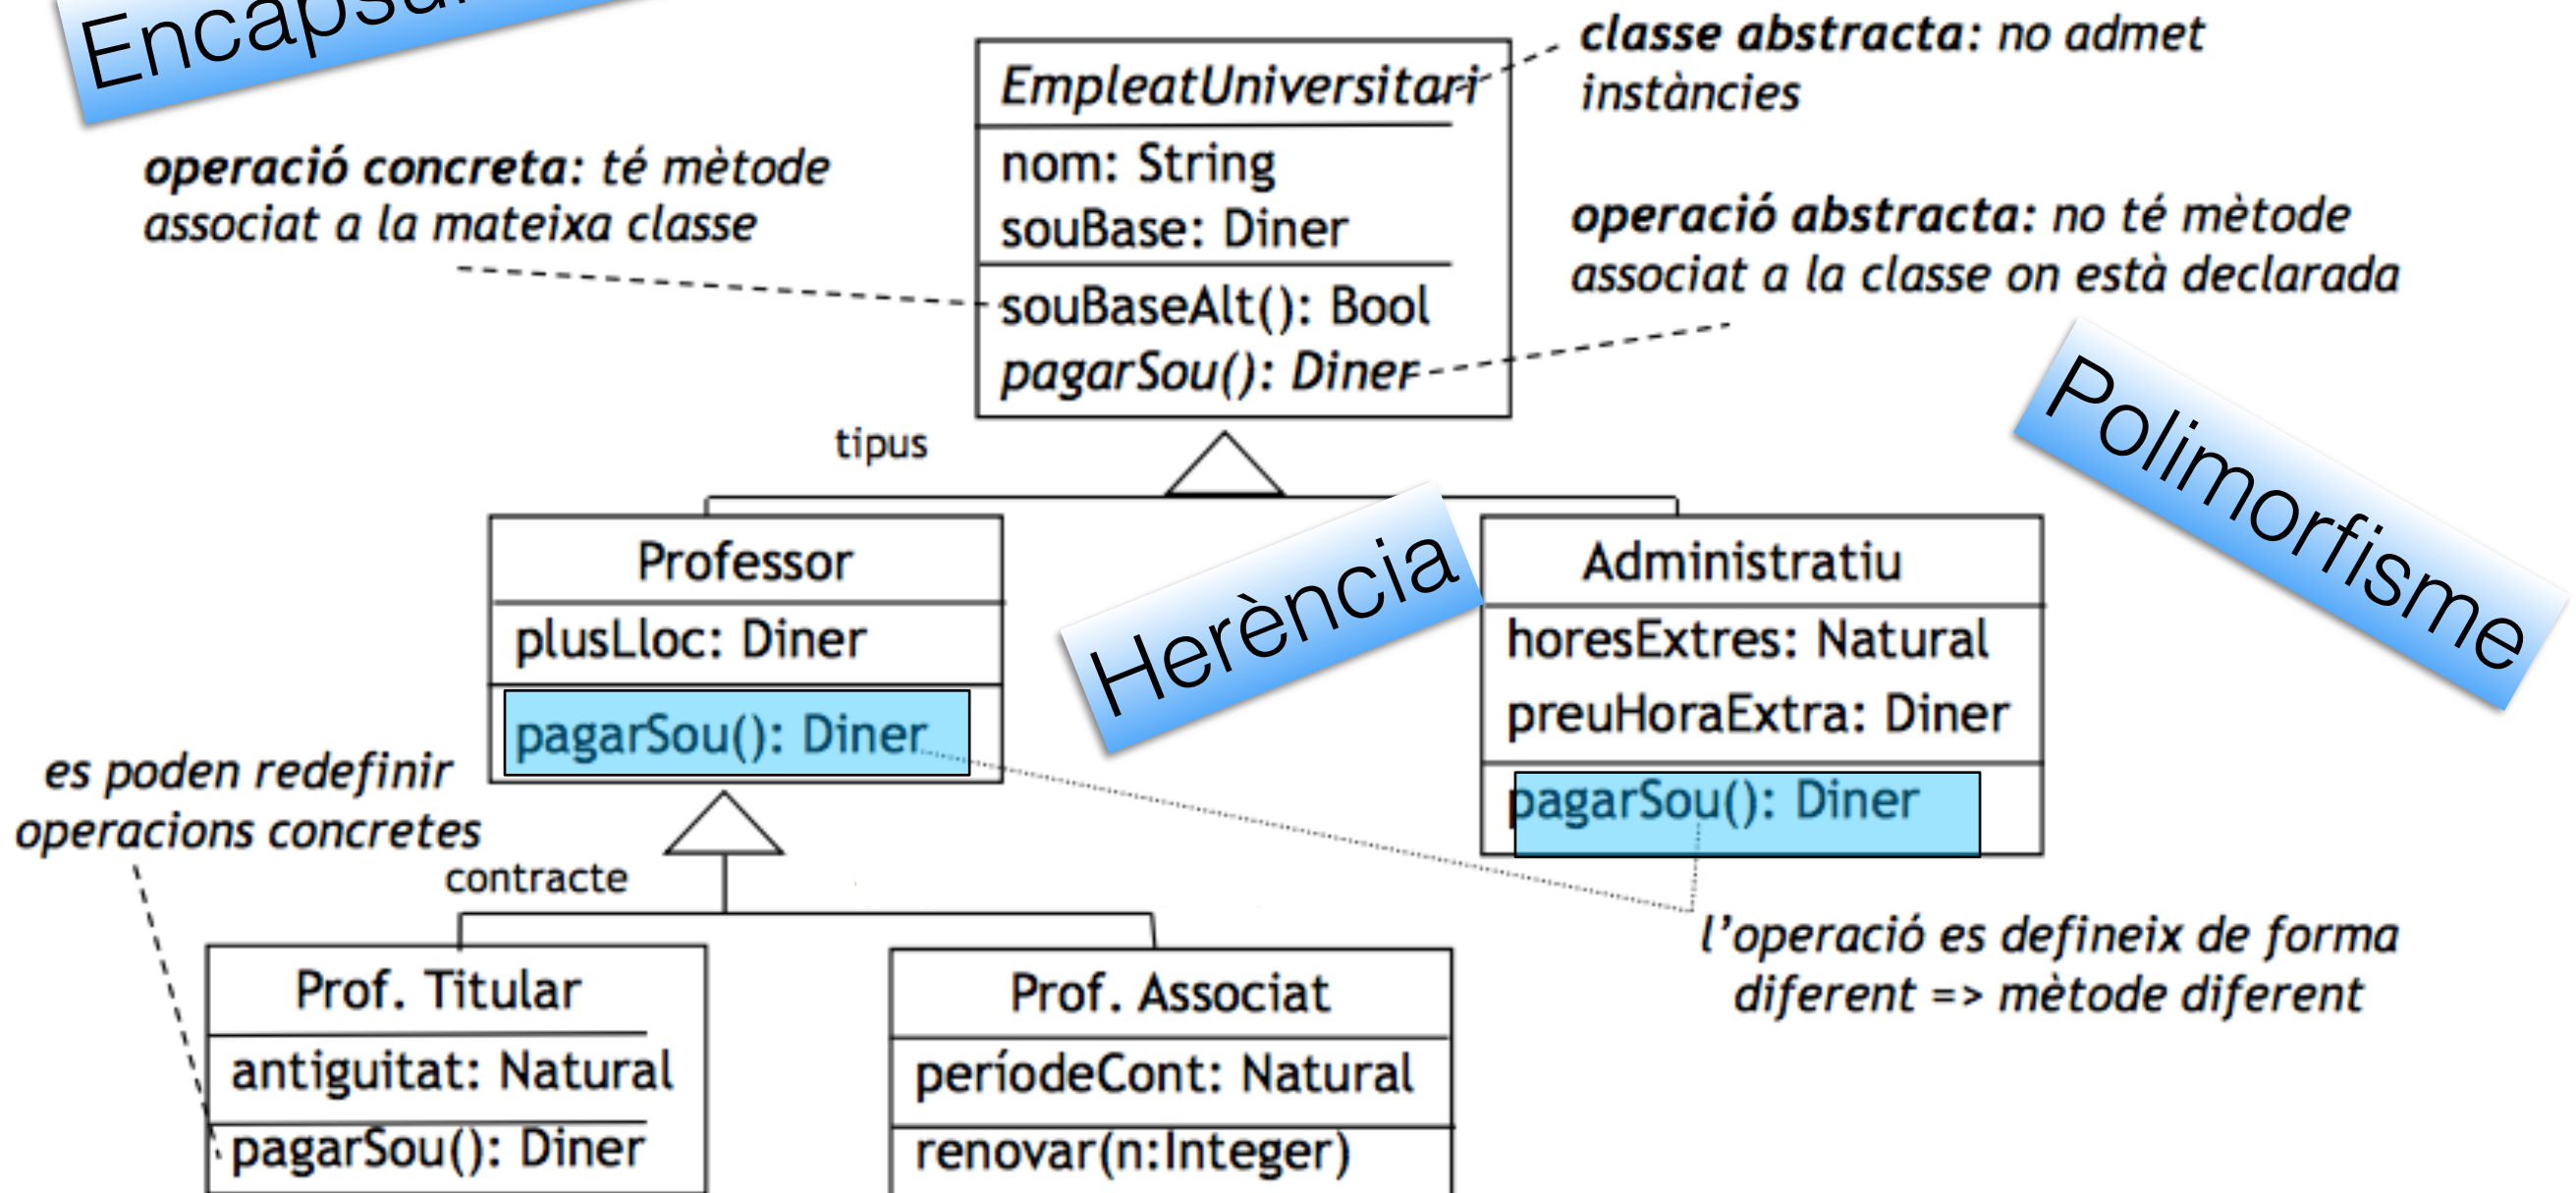 Encapsu
classe abstracta: no admet
instàncies
EmpleatUniversitari
nom: String
souBase: Diner
souBaseAlt(): Bool
pagarSou(): Diner
operació concreta: té mètode
associat a la mateixa classe
operació abstracta: no té mètode
associat a la classe on està declarada
Polimorfisme
tipus
Herència
Professor
plusLloc: Diner
pagarSou(): Diner
Administratiu
horesExtres: Natural
preuHoraExtra: Diner
pagarSou(): Diner
es poden redefinir
operacions concretes
contracte
l'operació es defineix de forma
diferent => mètode diferent
Prof. Titular
antiguitat: Natural
pagarSou(): Diner
Prof. Associat
períodeCont: Natural
renovar(n:Integer)